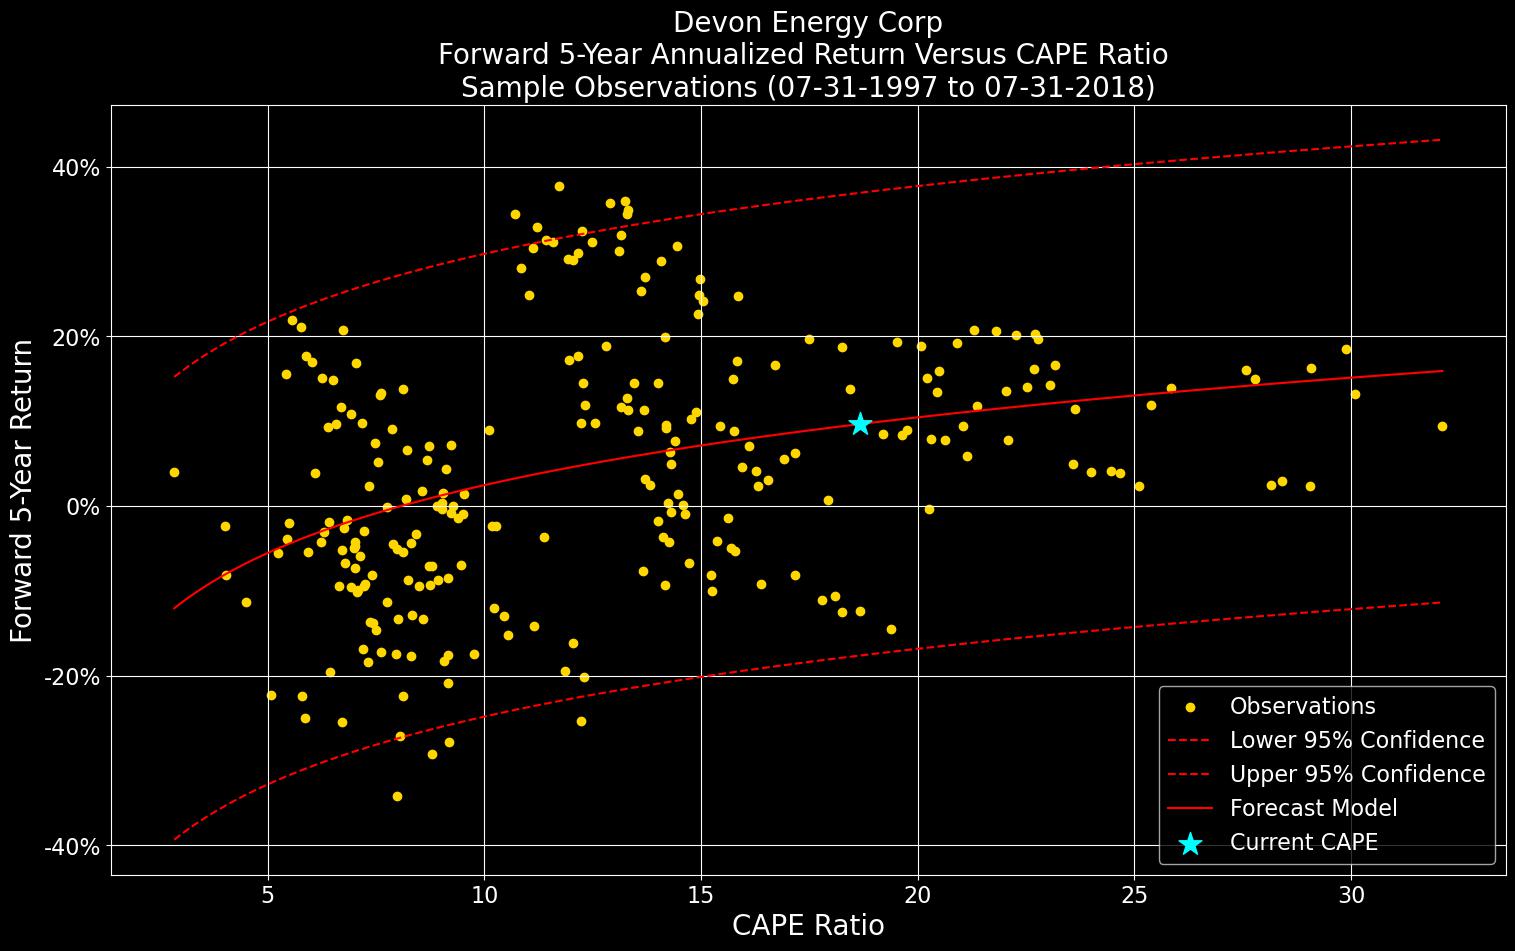 Devon Energy Corp
Forward 5-Year Annualized Return Versus CAPE Ratio
Sample Observations (07-31-1997 to 07-31-2018)
Forward 5-Year Return
40%
20%
0%
-20%
-40%
5
10
15
20
25
30
CAPE Ratio
Observations
Lower 95% Confidence
Upper 95% Confidence
Forecast Model
Current CAPE